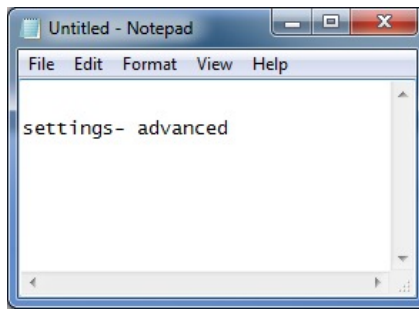 Untitled - Notepad
File Edit Format View Help
settings- advanced